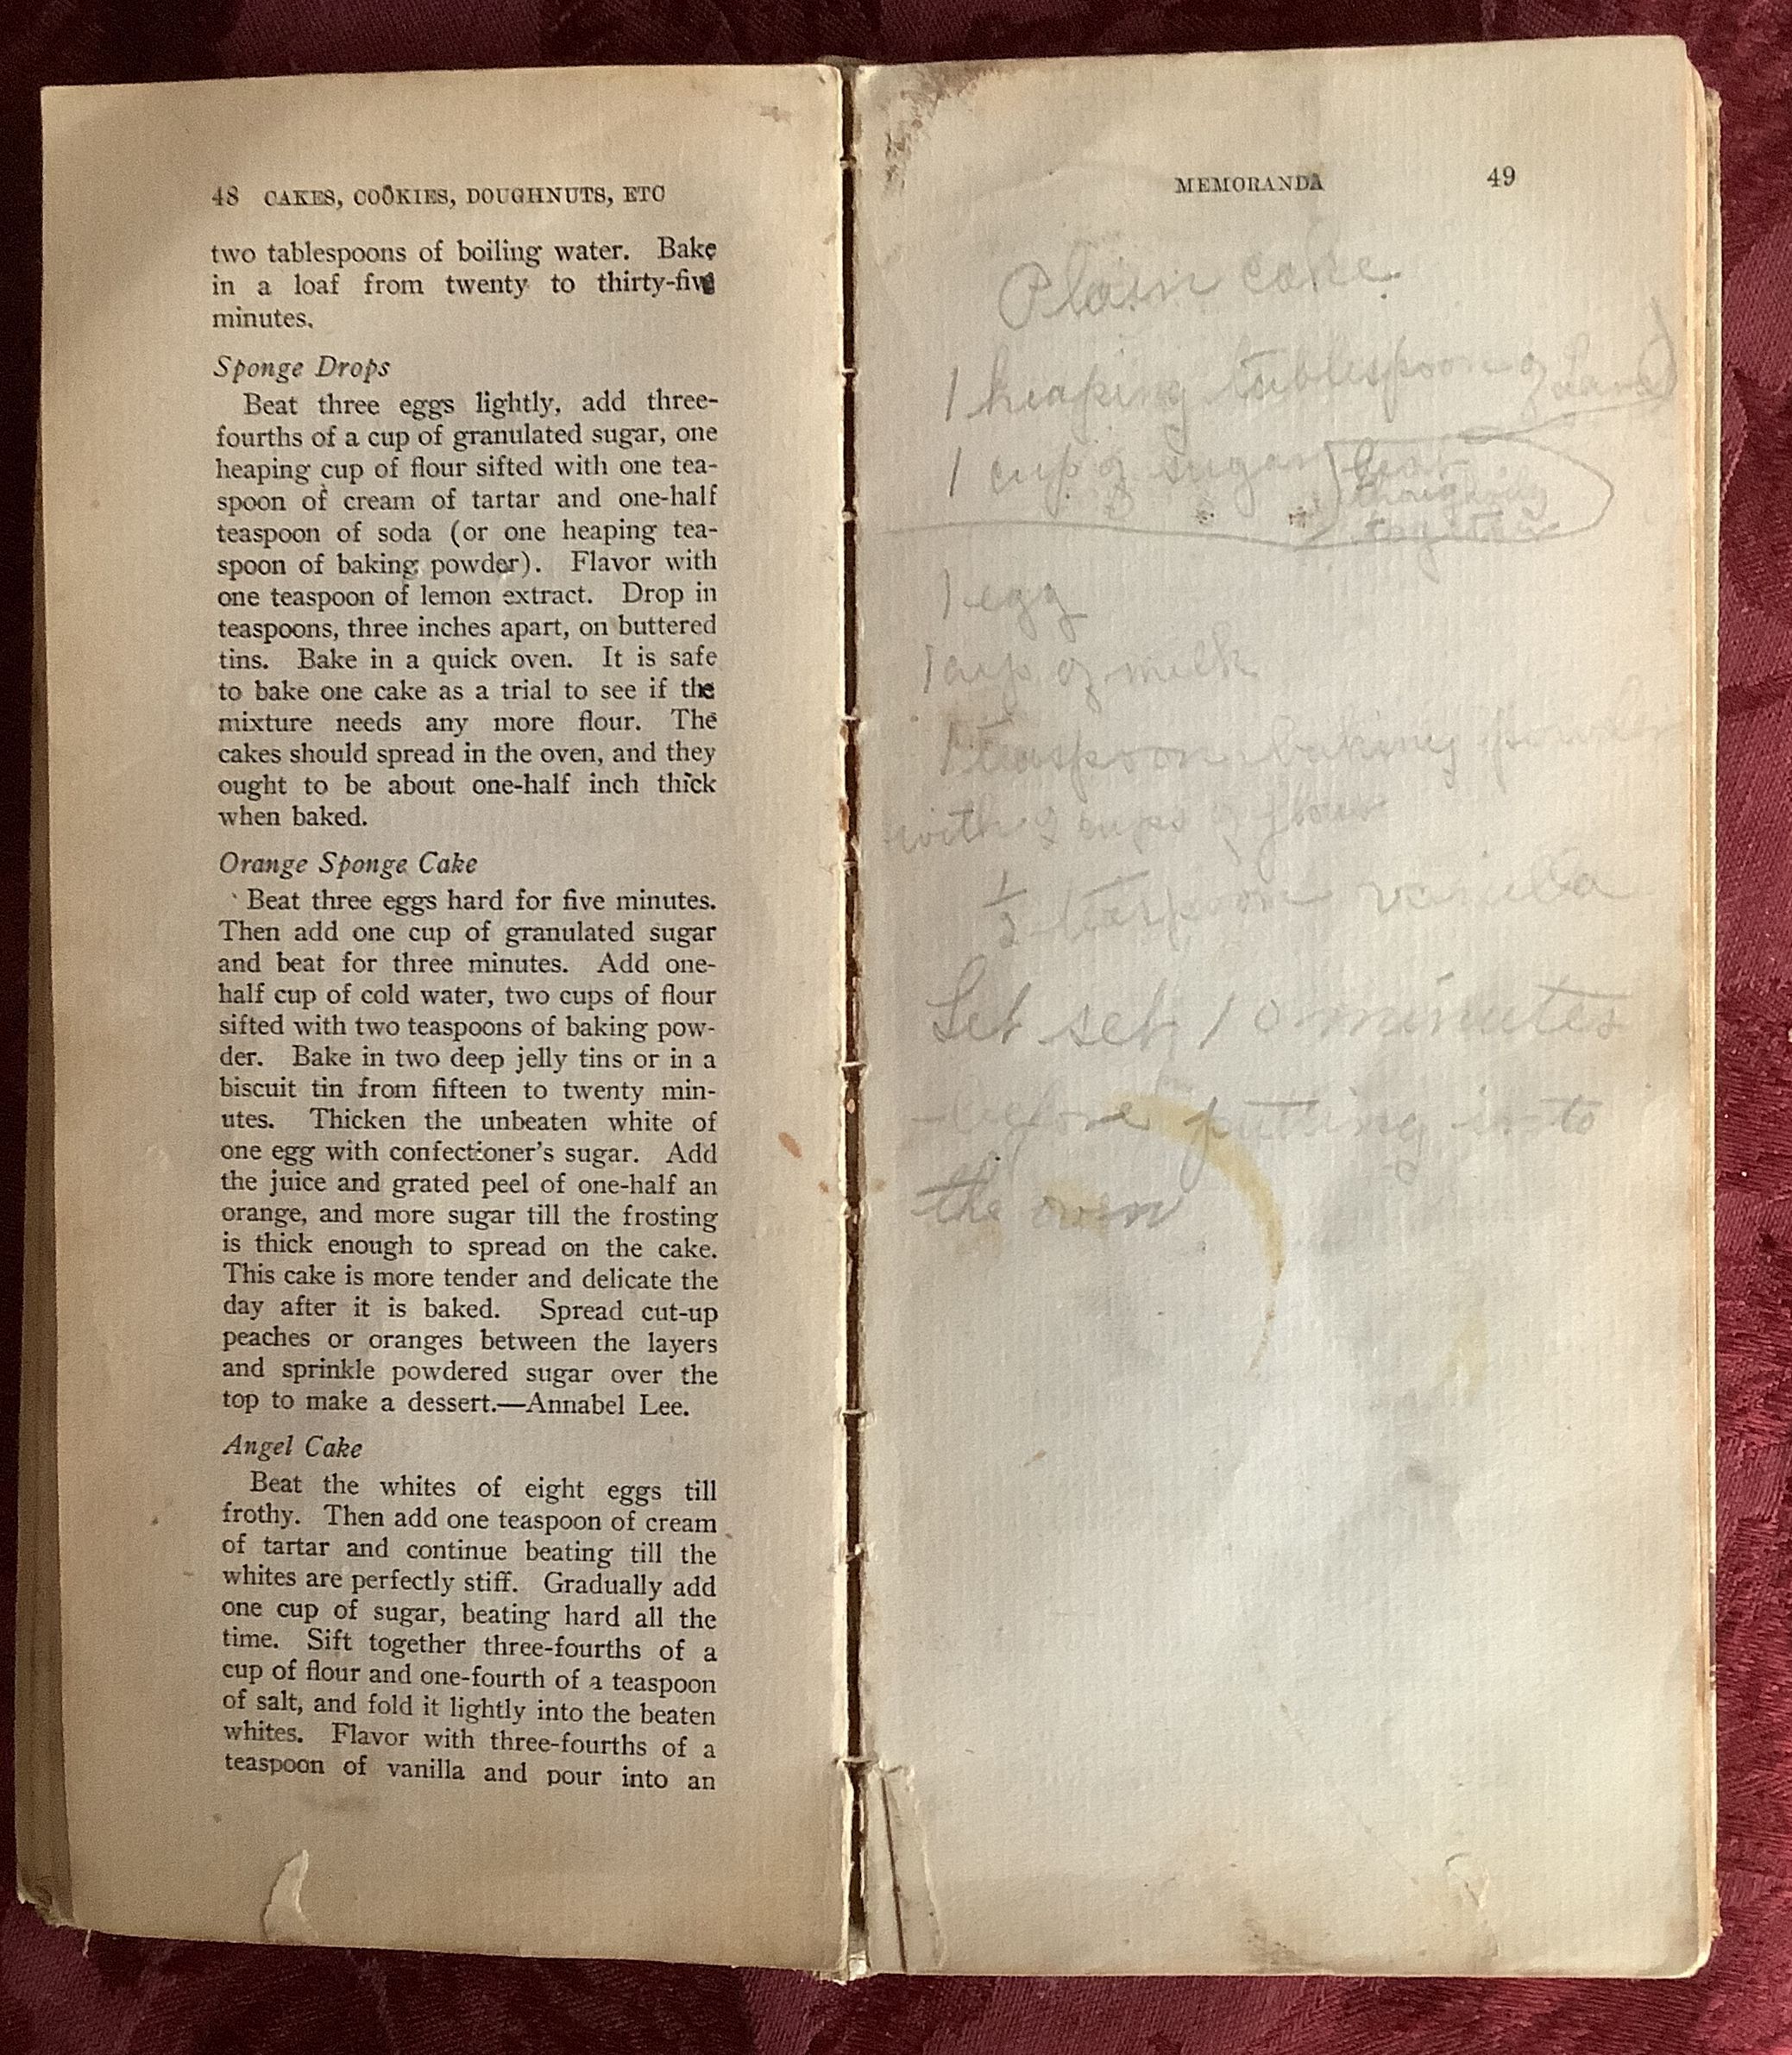 48 CAKES, COOKIES, DOUGHNUTS, ETC
two tablespoons of boiling water. Bake
in a loaf from twenty to thirty-five
minutes.
Sponge Drops
Beat three eggs lightly, add three-
fourths of a cup of granulated sugar, one
heaping cup of flour sifted with one tea-
spoon of cream of tartar and one-half
teaspoon of soda (or one heaping tea-
spoon of baking powder). Flavor with
one teaspoon of lemon extract. Drop in
teaspoons, three inches apart, on buttered
tins. Bake in a quick oven. It is safe
to bake one cake as a trial to see if the
mixture needs any more flour. The
cakes should spread in the oven, and they
ought to be about one-half inch thick
when baked.
Orange Sponge Cake
Beat three eggs hard for five minutes.
Then add one cup of granulated sugar
and beat for three minutes. Add one-
half cup of cold water, two cups of flour
sifted with two teaspoons of baking pow-
der. Bake in two deep jelly tins or in a
biscuit tin from fifteen to twenty min-
utes. Thicken the unbeaten white of
one egg with confectioner's sugar. Add
the juice and grated peel of one-half an
orange, and more sugar till the frosting
is thick enough to spread on the cake.
This cake is more tender and delicate the
day after it is baked. Spread cut-up
peaches or oranges between the layers
and sprinkle powdered sugar over the
top to make a dessert.—Annabel Lee.
Angel Cake
Beat the whites of eight eggs till
frothy. Then add one teaspoon of cream
of tartar and continue beating till the
whites are perfectly stiff. Gradually add
one cup of sugar, beating hard all the
time. Sift together three-fourths of a
cup of flour and one-fourth of a teaspoon
of salt, and fold it lightly into the beaten
whites. Flavor with three-fourths of a
teaspoon of vanilla and pour into an
MEMORANDA 49
Plain cake
1 heaping tablespoon of Lard
1 cup of sugar beat
together
1 egg
1 cup of milk
teaspoon baking powder
with 2 cups of flour
1/2 teaspoon vanilla
Let set 10 minutes
before putting into
the oven